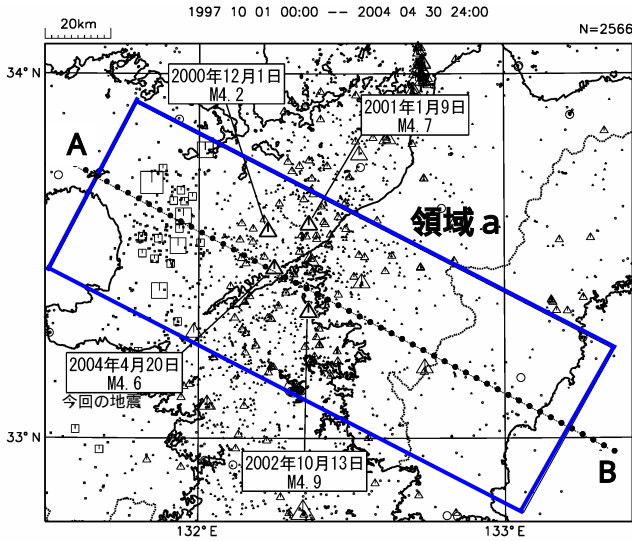 1997 10 01 00:00 -- 2004 04 30 24:00
20km
N=2566
34°N
2000年12月1日
M4.2
2001年1月9日
M4.7
A
領域a
2004年4月20日
M4.6
今回の地震
33°N
2002年10月13日
M4.9
B
132°E
133°E